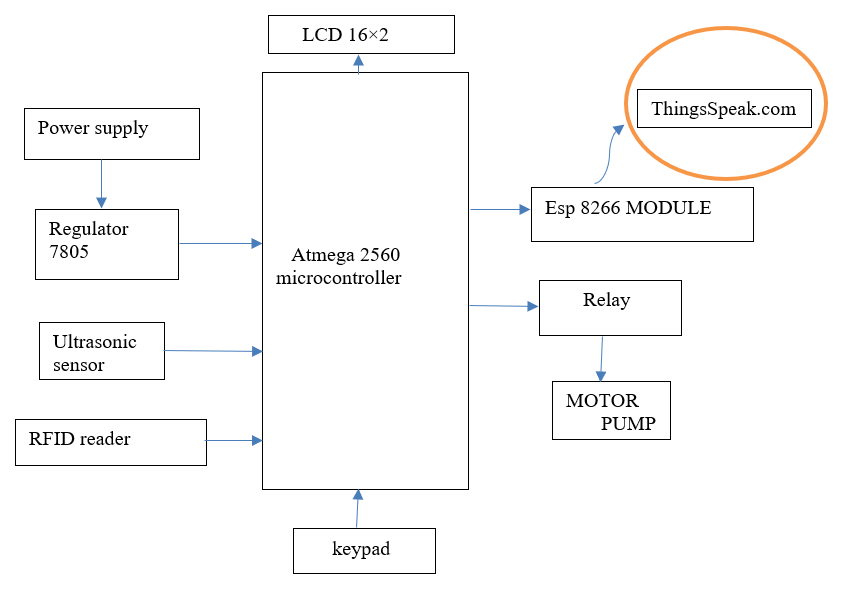 LCD 16×2
ThingsSpeak.com
Power supply
Esp 8266 MODULE
Regulator
7805
Atmega 2560
microcontroller
Relay
Ultrasonic
sensor
MOTOR
PUMP
RFID reader
keypad